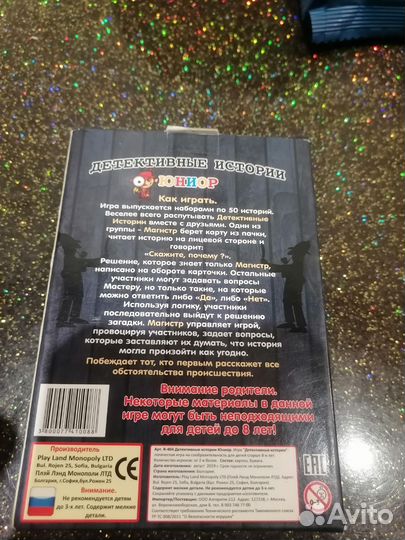 ДЕТЕКТИВНЫЕ ИСТОРИИ
ЮНИОР
Как играть.
Игра выпускается наборами по 50 историй.
Веселее всего распутывать Детективные
Истории вместе с друзьями. Один из
группы - Магистр берет карту из пачки,
читает историю на лицевой стороне и
говорит:
«Скажите, почему ?».
Решение, которое знает только Магистр,
написано на обороте карточки. Остальные
участники могут задавать вопросы
Мастеру, но только такие, на которые
можно ответить либо «Да», либо «Нет».
Используя логику, участники
постепенно выйдут к решению
загадки. Магистр управляет игрой,
провоцируя участников, задает вопросы,
которые заставляют их думать, что история
могла произойти как угодно.
Побеждает тот, кто первым расскажет все
обстоятельства происшествия.
Внимание родители.
Некоторые материалы в данной
игре могут быть неподходящими
для детей до 8 лет!
3800077410088
Производитель
Play Land Monopoly LTD
Bul. Rojen 25, Sofia, Bulgaria
Плэй Лэнд Монополи ЛТД
Болгария, г.София,бул.Рожен 25
CE
Внимание.
Не рекомендуется детям
до 3-х лет. Содержит мелкие
детали.
EAC
0-3
Avito